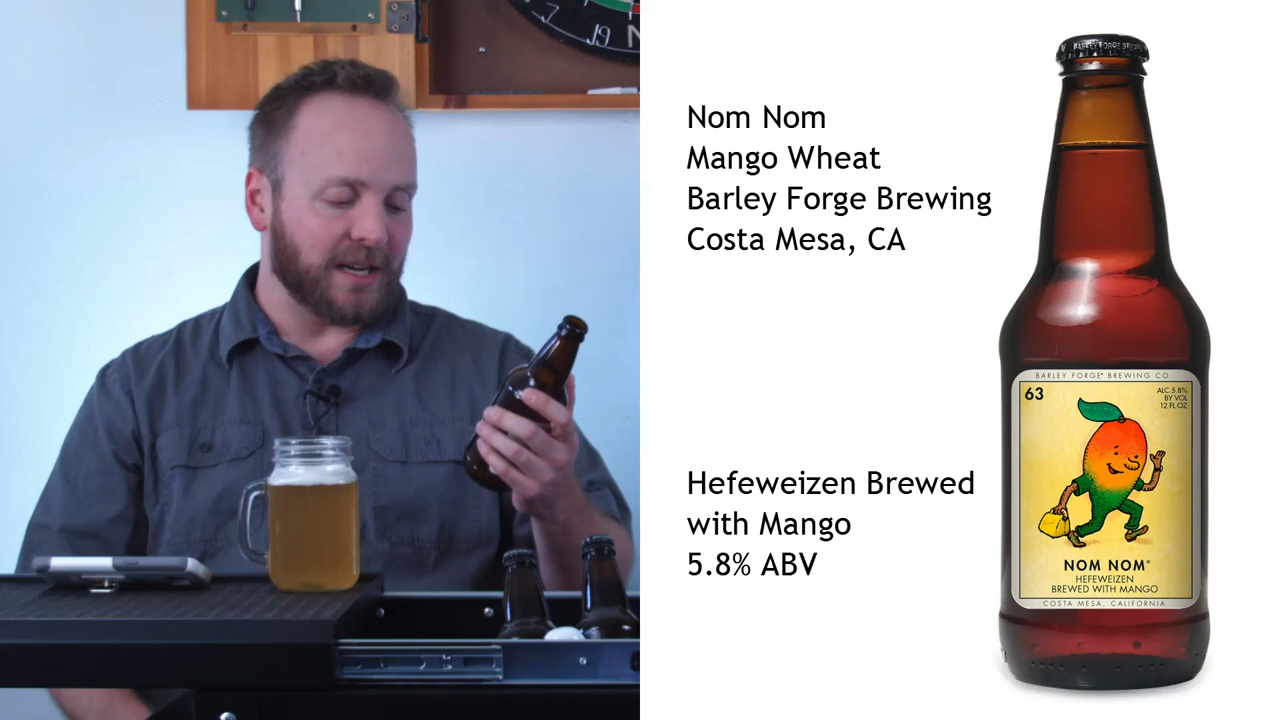 19
Nom Nom
Mango Wheat
Barley Forge Brewing
Costa Mesa, CA
Hefeweizen Brewed
with Mango
5.8% ABV
BARLEY FORGE BREWING CO
63
ALC 5.8%
BY VOL
12 FL OZ
NOM NOM®
HEFEWEIZEN
BREWED WITH MANGO
COSTA MESA, CALIFORNIA